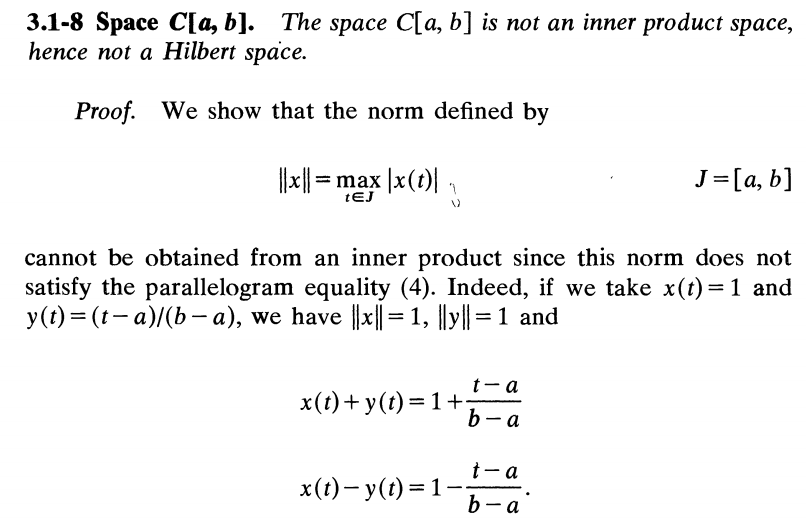 3.1-8 Space C[a, b]. The space C[a, b] is not an inner product space,
hence not a Hilbert space.
Proof. We show that the norm defined by
‖x‖ = max |x(t)|      J = [a, b]
t∈J
cannot be obtained from an inner product since this norm does not
satisfy the parallelogram equality (4). Indeed, if we take x(t) = 1 and
y(t) = (t − a)/(b − a), we have ‖x‖ = 1, ‖y‖ = 1 and
x(t) + y(t) = 1 + (t − a)/(b − a)
x(t) − y(t) = 1 − (t − a)/(b − a).